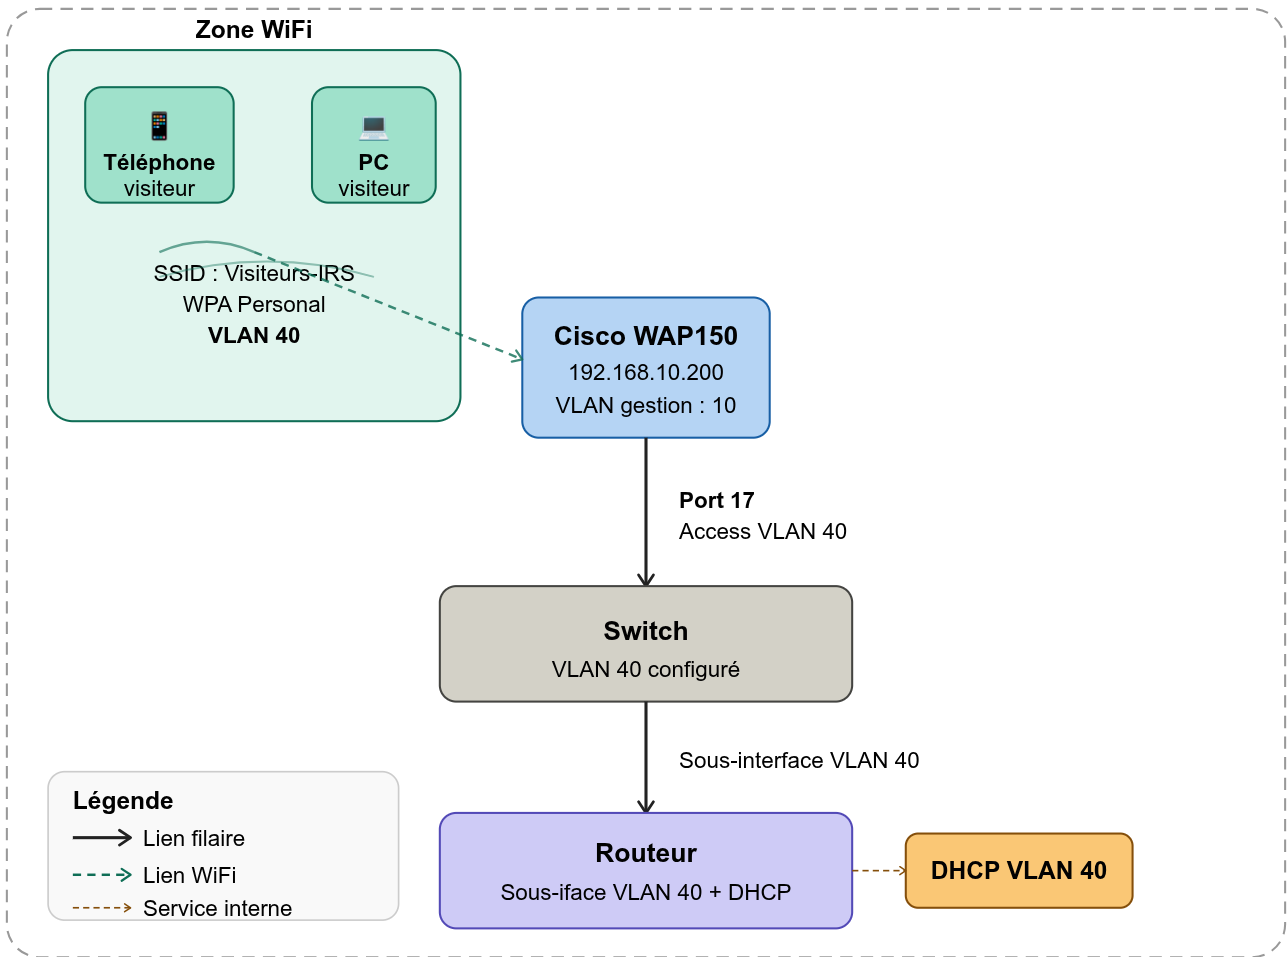 Zone WiFi
Téléphone
visiteur
PC
visiteur
SSID : Visiteurs-IRS
WPA Personal
VLAN 40
Cisco WAP150
192.168.10.200
VLAN gestion : 10
Port 17
Access VLAN 40
Switch
VLAN 40 configuré
Sous-interface VLAN 40
Routeur
Sous-iface VLAN 40 + DHCP
DHCP VLAN 40
Légende
Lien filaire
Lien WiFi
Service interne